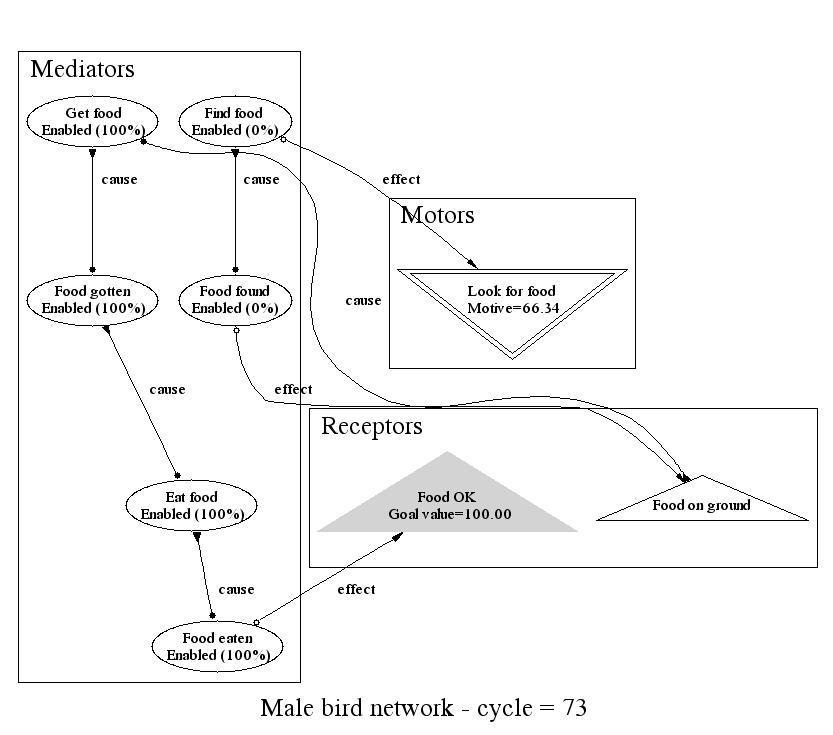 Mediators
Get food
Enabled (100%)
Find food
Enabled (0%)
cause
cause
effect
Motors
Look for food
Motive=66.34
Food gotten
Enabled (100%)
Food found
Enabled (0%)
cause
cause
effect
Receptors
Food OK
Goal value=100.00
Food on ground
Eat food
Enabled (100%)
cause
effect
Food eaten
Enabled (100%)
Male bird network - cycle = 73